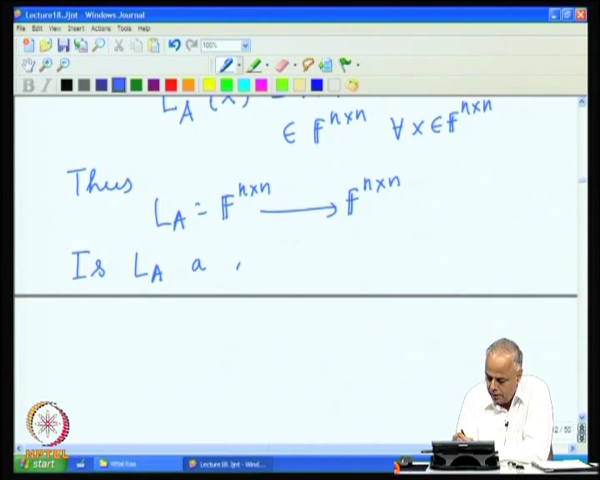 Lecture18.Jnt - Windows Journal
File Edit View Insert Actions Tools Help
100%
B I
L_A (x) =
∈ F^{n×n} ∀ x ∈ F^{n×n}
Thus
L_A = F^{n×n} ⟶ F^{n×n}
Is L_A a
/ 50
NPTEL
start
Lecture18.Jnt - Wind...